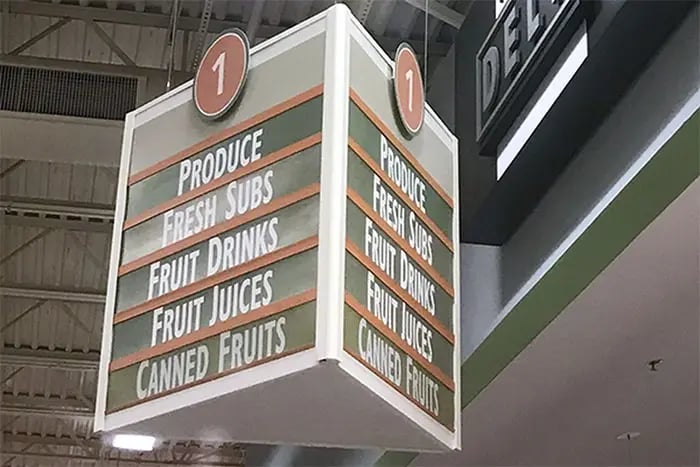 1
PRODUCE
FRESH SUBS
FRUIT DRINKS
FRUIT JUICES
CANNED FRUITS
1
PRODUCE
FRESH SUBS
FRUIT DRINKS
FRUIT JUICES
CANNED FRUITS
DEL